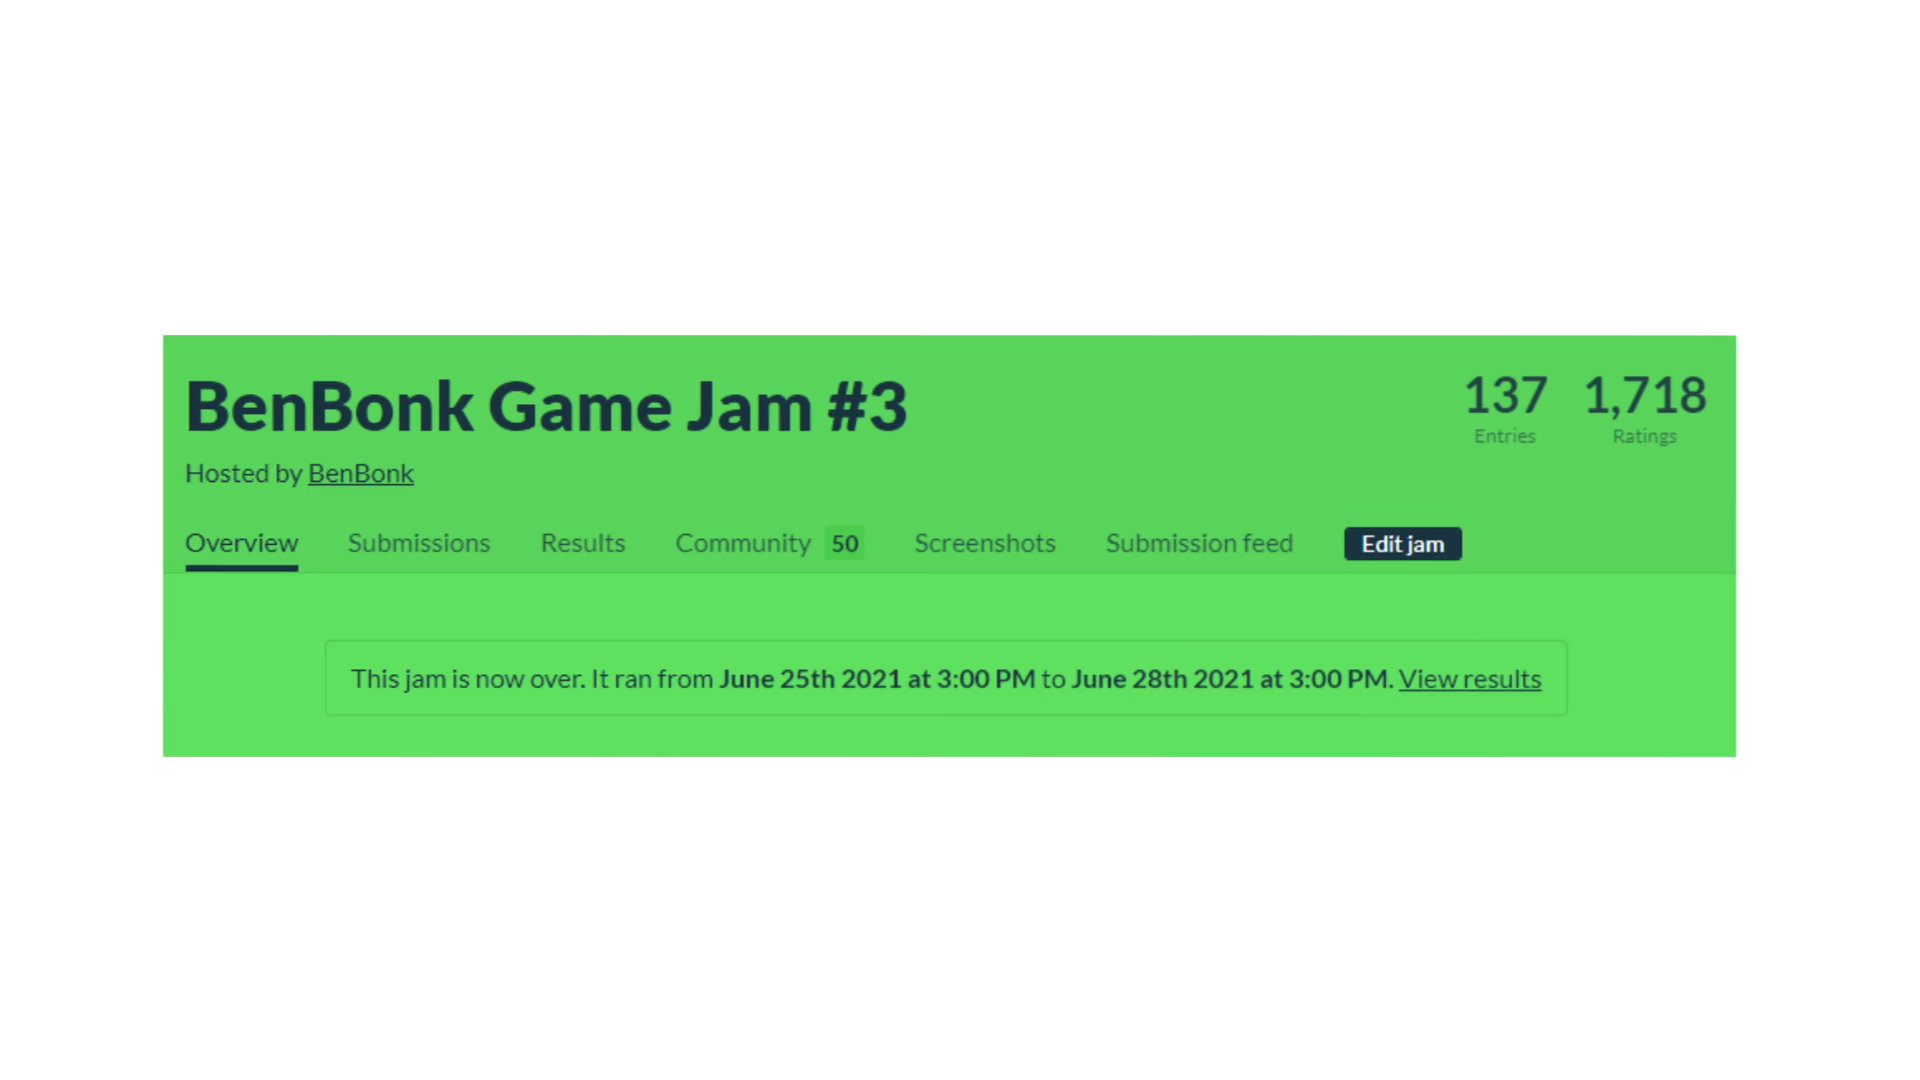 BenBonk Game Jam #3
137 1,718
Entries Ratings
Hosted by BenBonk
Overview Submissions Results Community 50 Screenshots Submission feed Edit jam
This jam is now over. It ran from June 25th 2021 at 3:00 PM to June 28th 2021 at 3:00 PM. View results